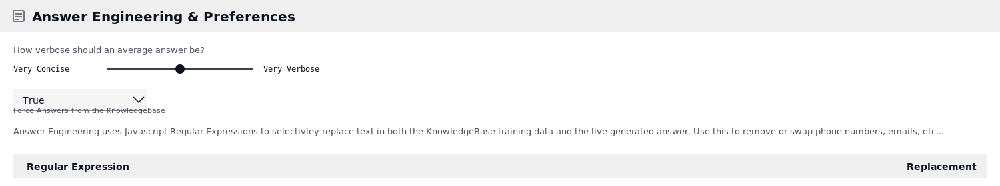 Answer Engineering & Preferences
How verbose should an average answer be?
Very Concise Very Verbose
True
Force Answers from the Knowledgebase
Answer Engineering uses Javascript Regular Expressions to selectivley replace text in both the KnowledgeBase training data and the live generated answer. Use this to remove or swap phone numbers, emails, etc...
Regular Expression Replacement